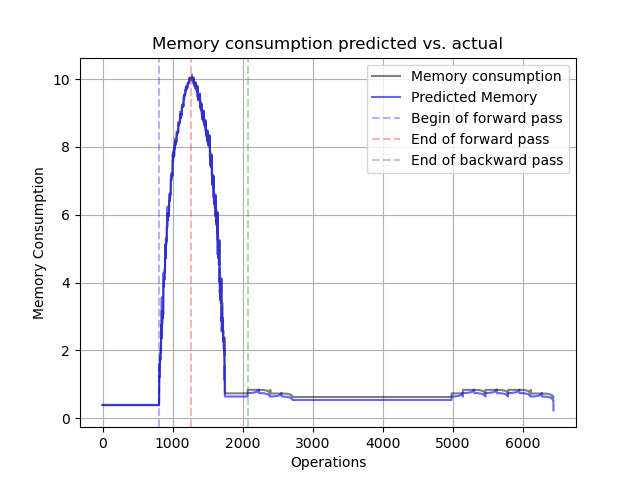 Memory consumption predicted vs. actual
Memory consumption
Predicted Memory
Begin of forward pass
End of forward pass
End of backward pass
Memory Consumption
10
8
6
4
2
0
0 1000 2000 3000 4000 5000 6000
Operations